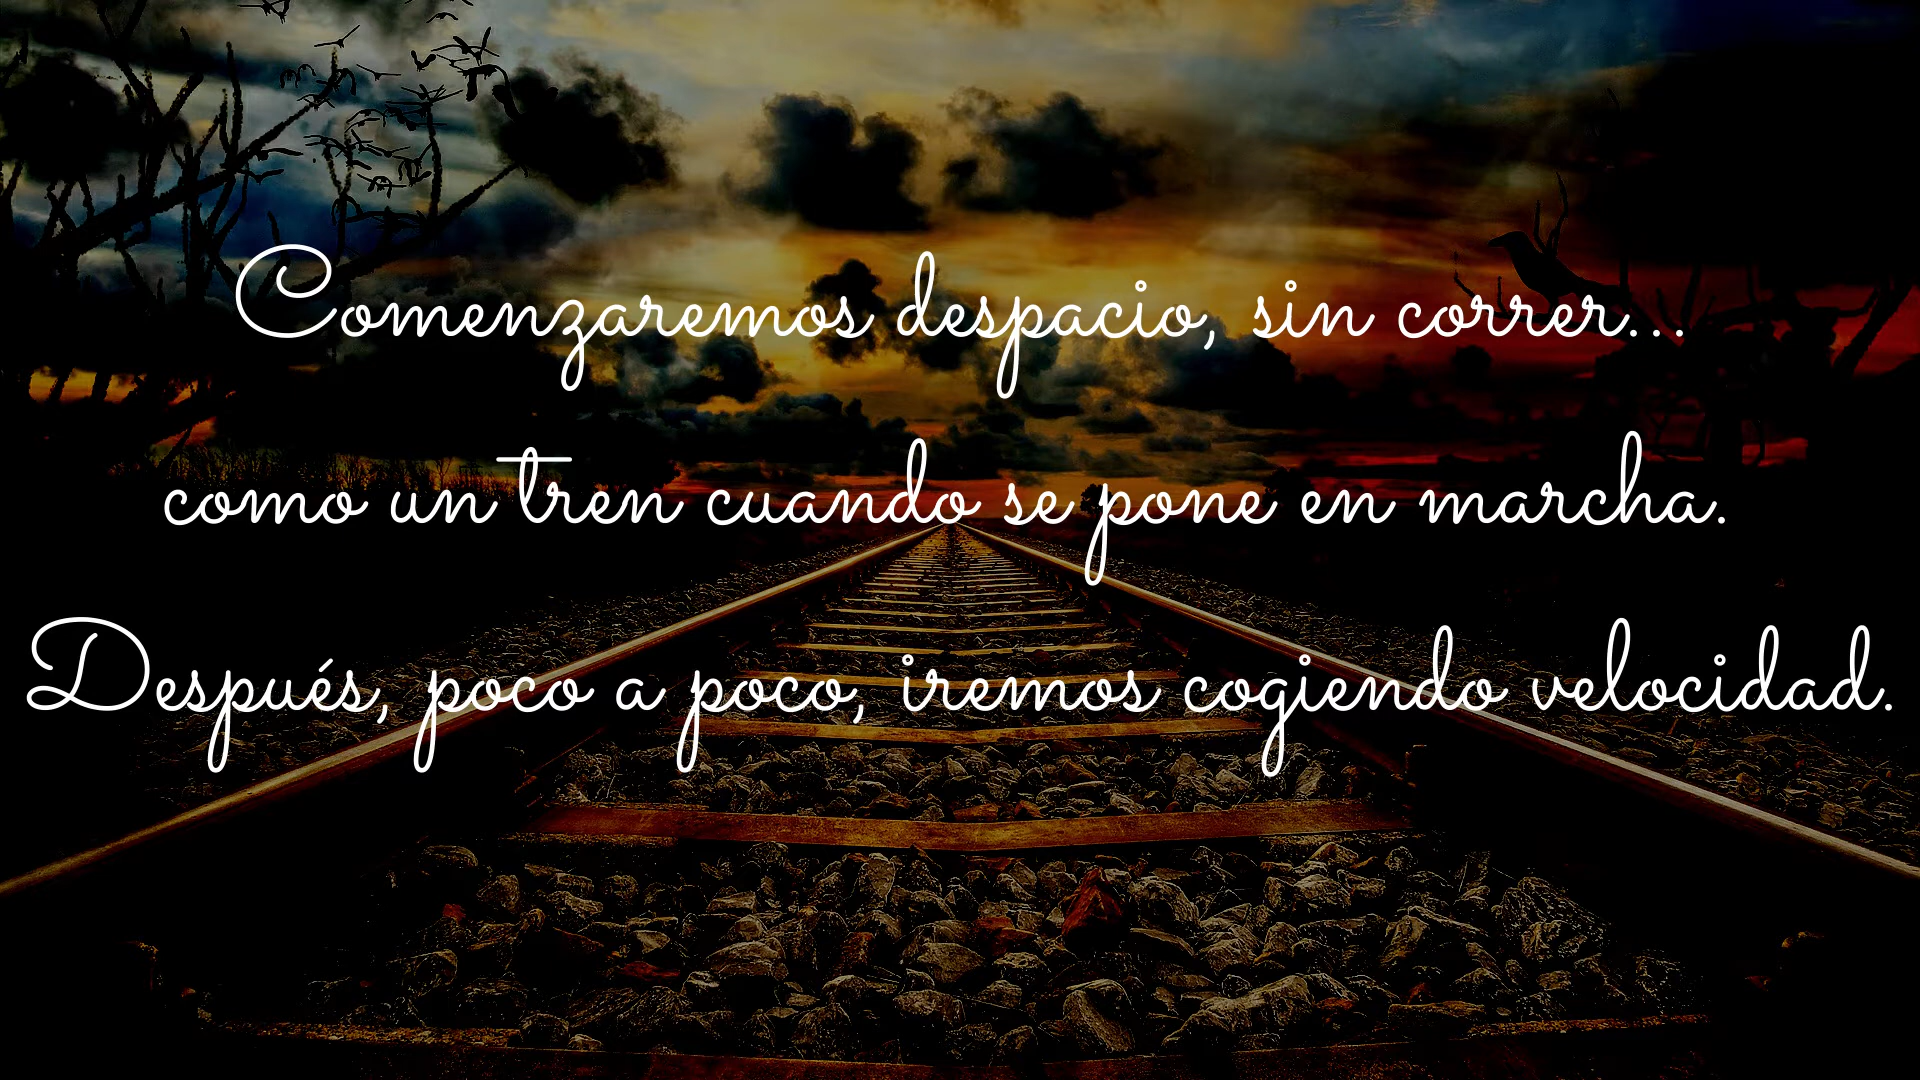 Comenzaremos despacio, sin correr...
como un tren cuando se pone en marcha.
Después, poco a poco, iremos cogiendo velocidad.